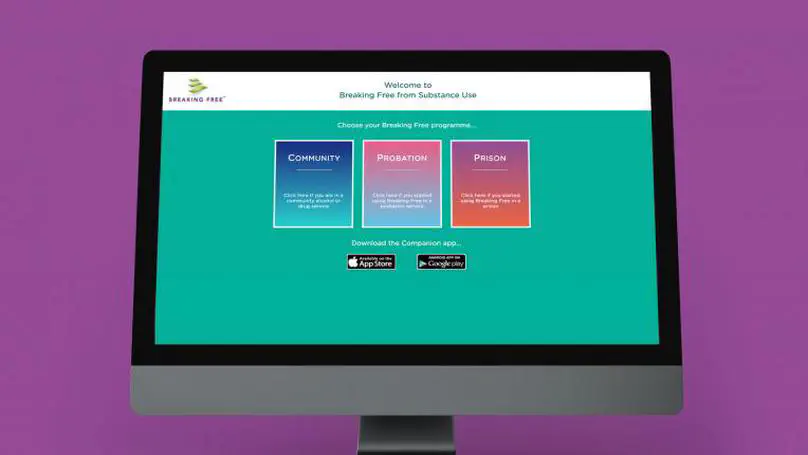 BREAKING FREE™
Welcome to
Breaking Free from Substance Use
Choose your Breaking Free programme...
COMMUNITY
Click here if you are in a
community alcohol or
drug service
PROBATION
Click here if you started
using Breaking Free in a
probation service
PRISON
Click here if you started
using Breaking Free in a
prison
Download the Companion app...
Available on the
App Store
ANDROID APP ON
Google play